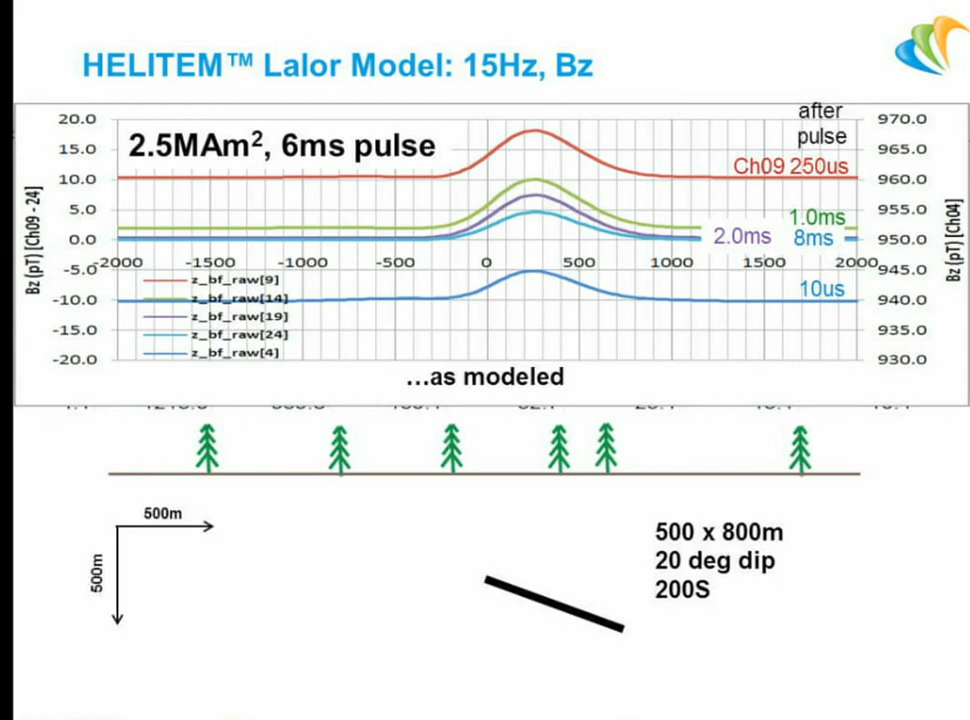 HELITEM™ Lalor Model: 15Hz, Bz
2.5MAm², 6ms pulse
after
pulse
Ch09 250us
1.0ms
2.0ms
8ms
10us
Bz (pT) [Ch09 - 24]
20.0
15.0
10.0
5.0
0.0
-5.0
-10.0
-15.0
-20.0
970.0
965.0
960.0
955.0
950.0
945.0
940.0
935.0
930.0
Bz (pT) [Ch04]
-2000 -1500 -1000 -500 0 500 1000 1500 2000
z_bf_raw[9]
z_bf_raw[14]
z_bf_raw[19]
z_bf_raw[24]
z_bf_raw[4]
...as modeled
500m
500m
500 x 800m
20 deg dip
200S